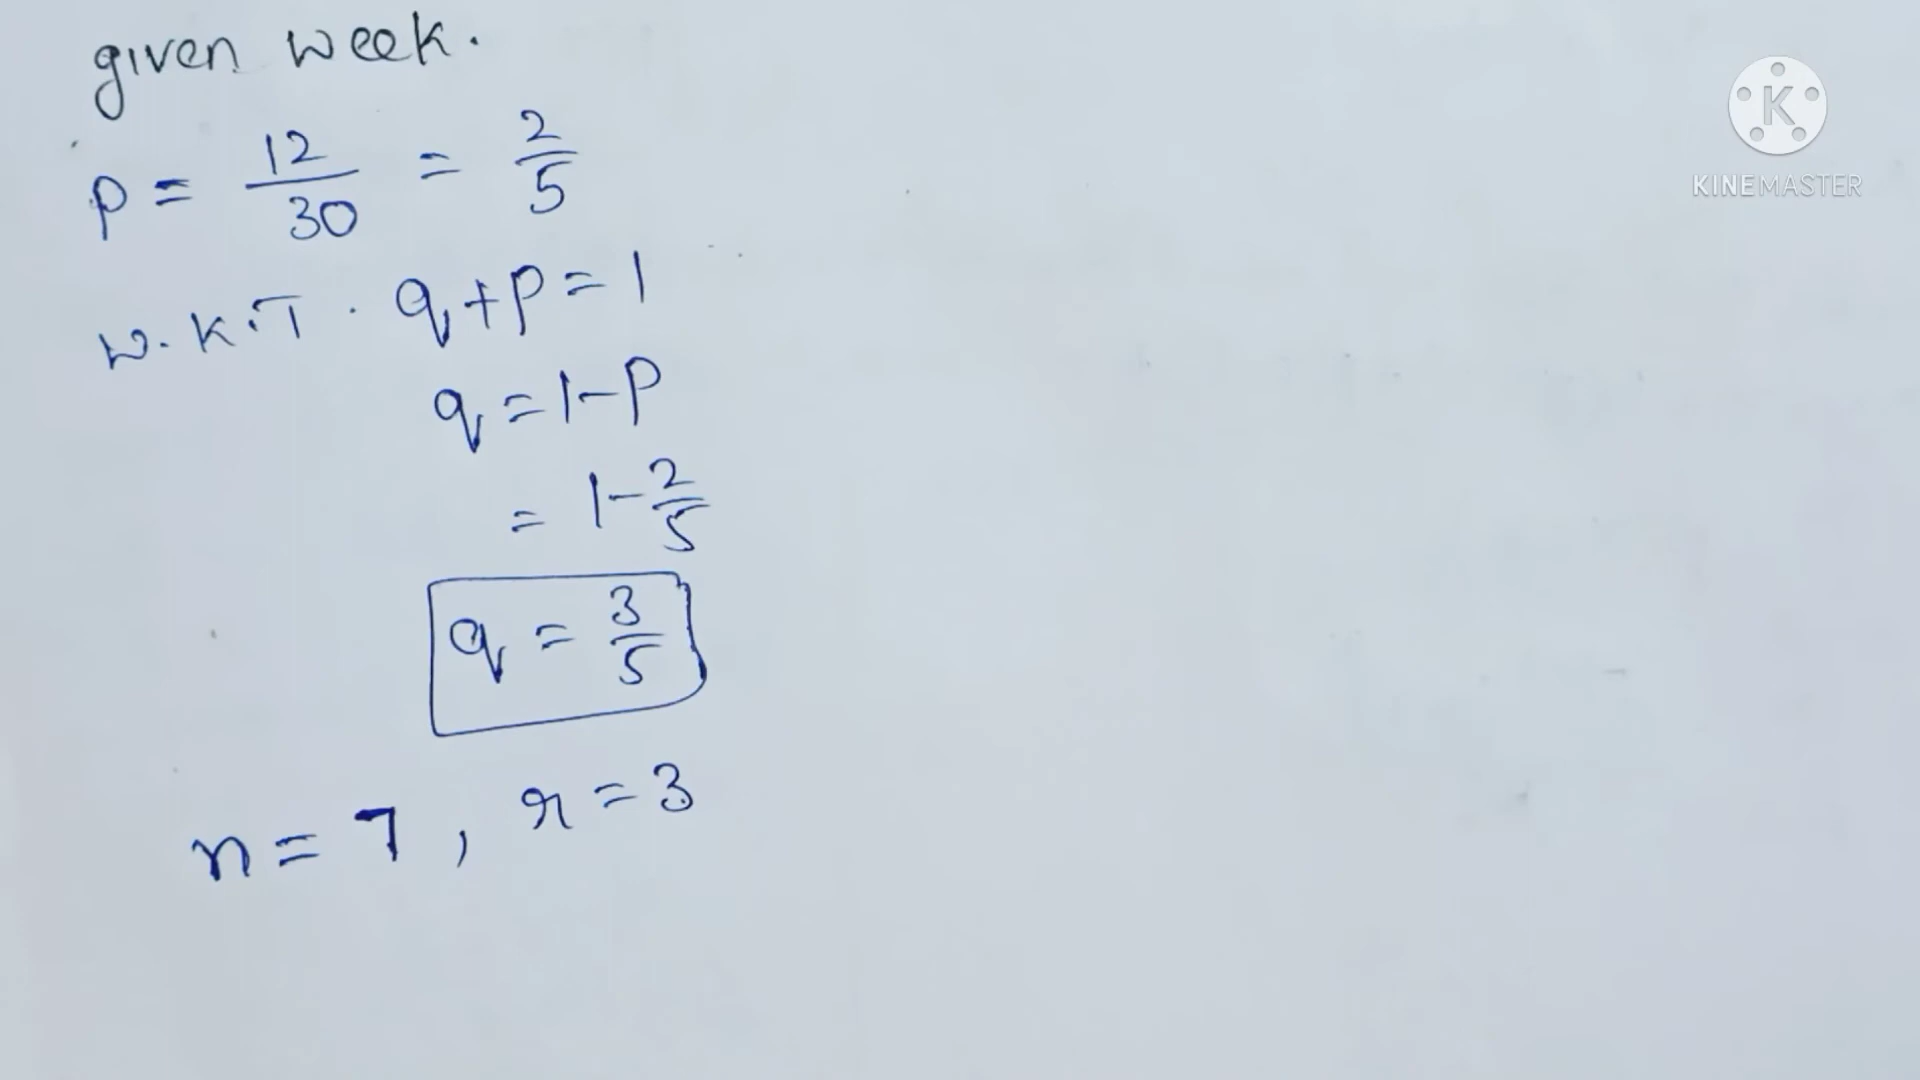 given week.
p = 12/30 = 2/5
W.K.T. q+p=1
q=1-p
= 1-2/5
q = 3/5
n=7, r=3
K
KINEMASTER